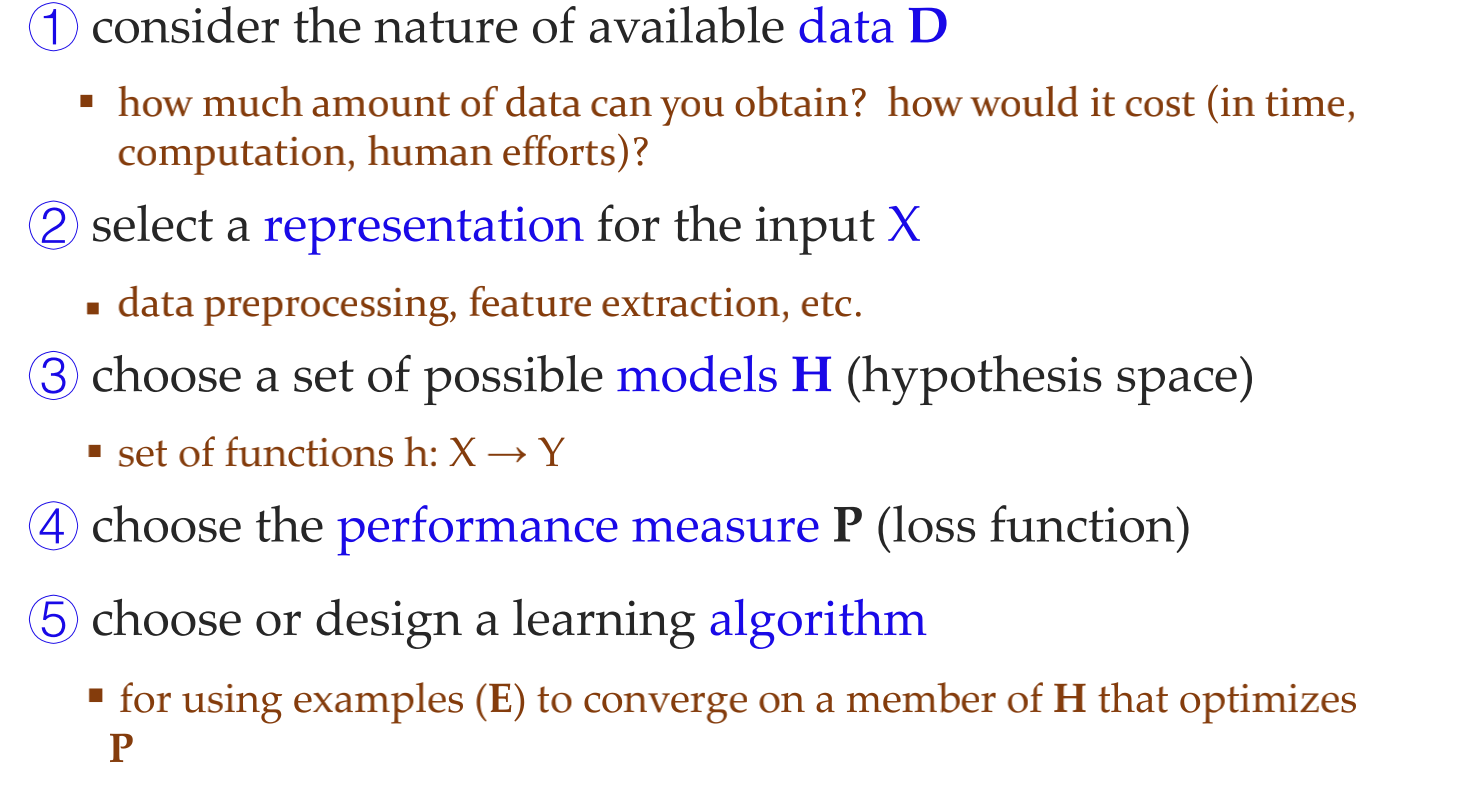 ① consider the nature of available data D
▪ how much amount of data can you obtain? how would it cost (in time,
computation, human efforts)?
② select a representation for the input X
▪ data preprocessing, feature extraction, etc.
③ choose a set of possible models H (hypothesis space)
▪ set of functions h: X → Y
④ choose the performance measure P (loss function)
⑤ choose or design a learning algorithm
▪ for using examples (E) to converge on a member of H that optimizes
P